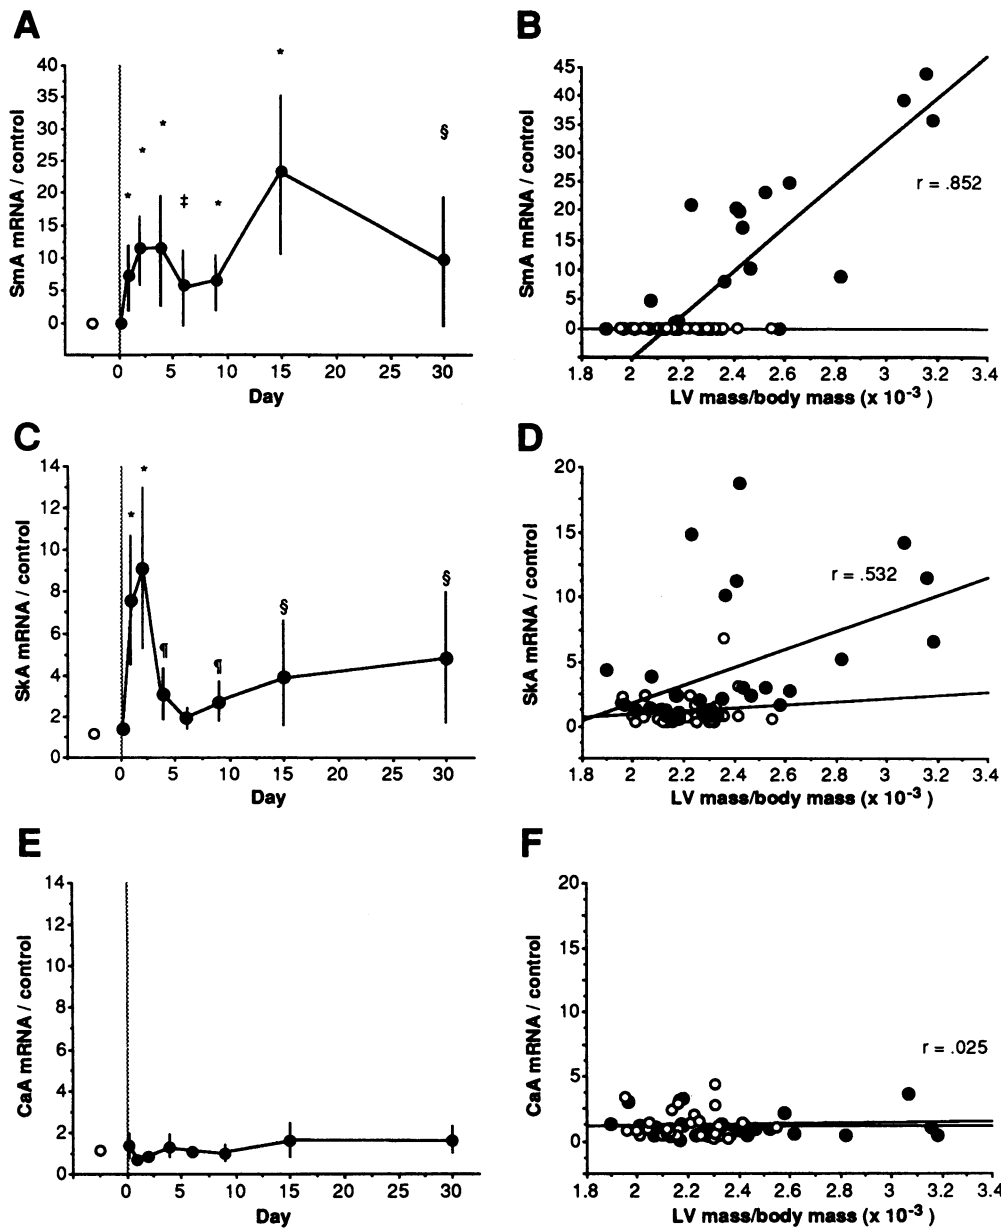 A
SmA mRNA / control
40
35
30
25
20
15
10
5
0
* * * ‡ * * §
0 5 10 15 20 25 30
Day
B
SmA mRNA / control
45
40
35
30
25
20
15
10
5
0
r = .852
1.8 2 2.2 2.4 2.6 2.8 3 3.2 3.4
LV mass/body mass (x 10-3 )
C
SkA mRNA / control
14
12
10
8
6
4
2
0
* * ¶ ¶ § §
0 5 10 15 20 25 30
Day
D
SkA mRNA / control
20
15
10
5
0
r = .532
1.8 2 2.2 2.4 2.6 2.8 3 3.2 3.4
LV mass/body mass (x 10-3 )
E
CaA mRNA / control
14
12
10
8
6
4
2
0
0 5 10 15 20 25 30
Day
F
CaA mRNA / control
20
15
10
5
0
r = .025
1.8 2 2.2 2.4 2.6 2.8 3 3.2 3.4
LV mass/body mass (x 10-3 )